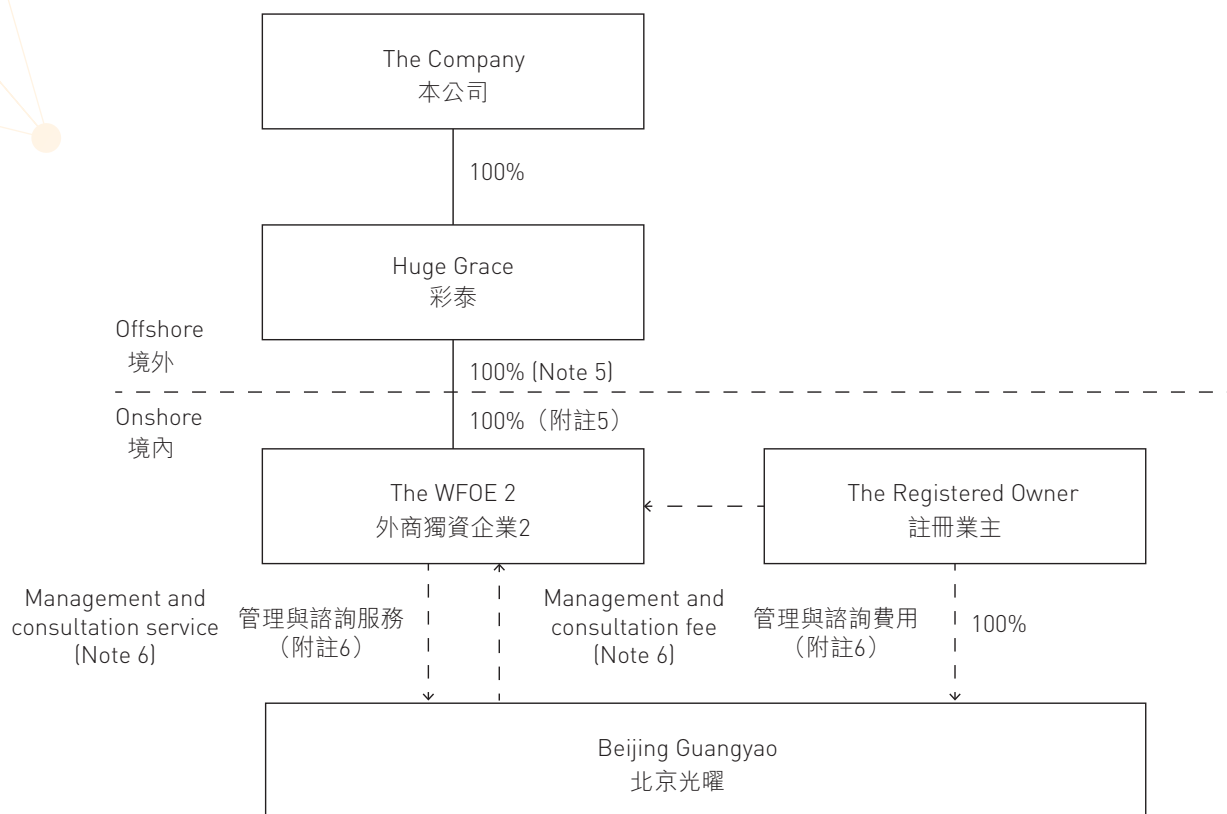 The Company
本公司
100%
Huge Grace
彩泰
Offshore
境外
100% (Note 5)
Onshore
境內
100%（附註5）
The WFOE 2
外商獨資企業2
The Registered Owner
註冊業主
Management and
consultation service
(Note 6)
管理與諮詢服務
（附註6）
Management and
consultation fee
(Note 6)
管理與諮詢費用
（附註6）
100%
Beijing Guangyao
北京光曜